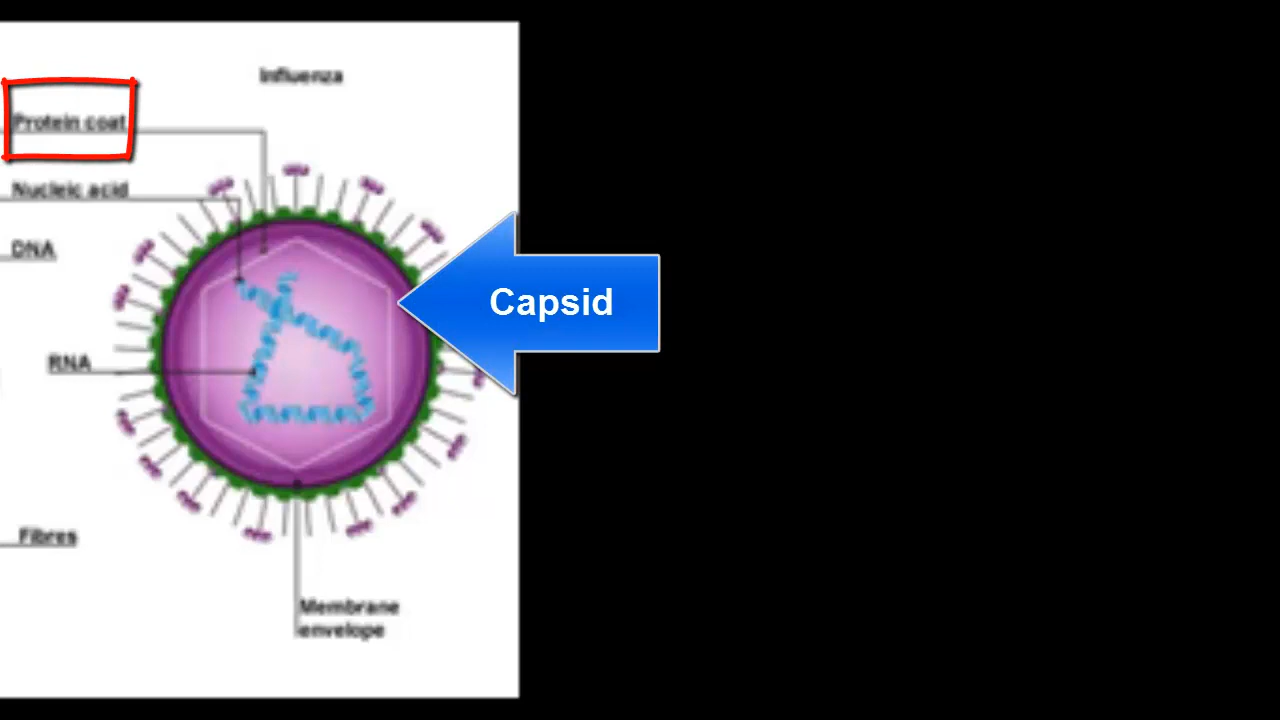 Influenza
Protein coat
Nucleic acid
DNA
Capsid
RNA
Fibres
Membrane
envelope